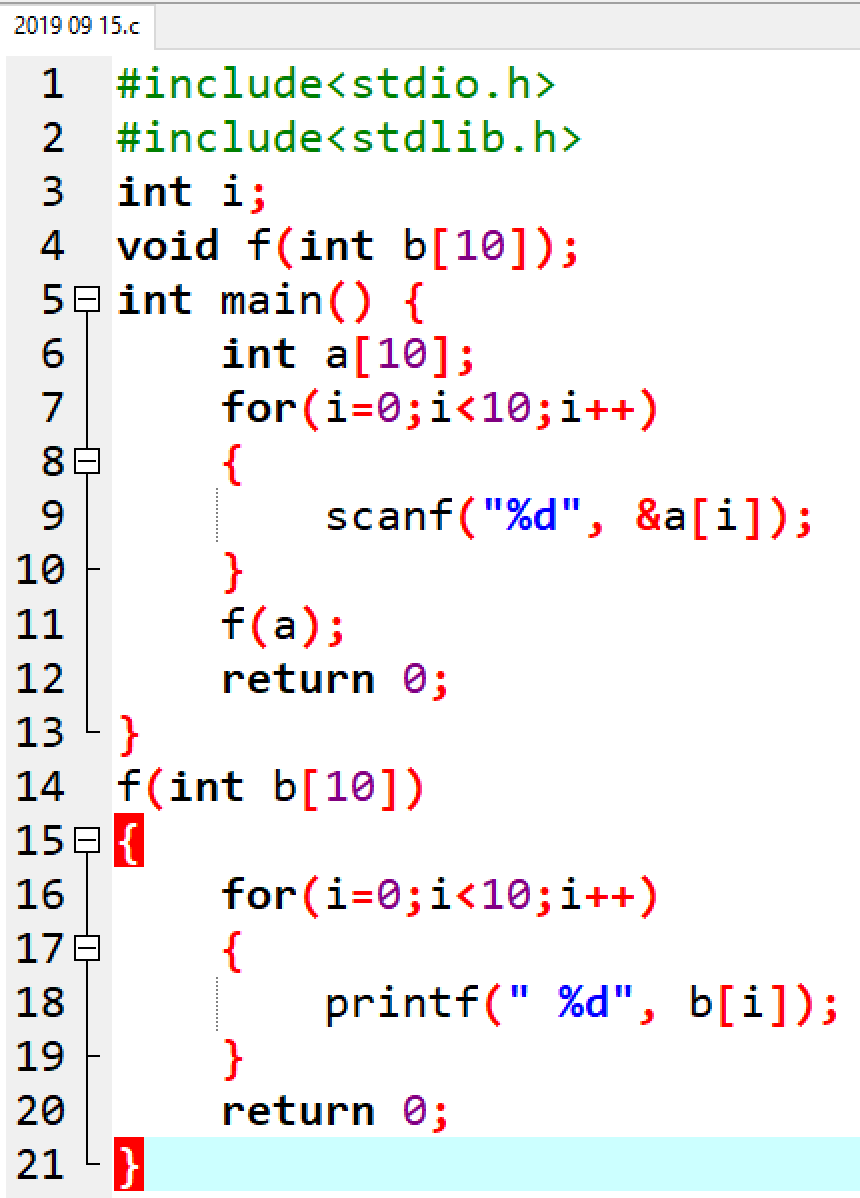 2019 09 15.c
1 #include<stdio.h>
2 #include<stdlib.h>
3 int i;
4 void f(int b[10]);
5 int main() {
6 int a[10];
7 for(i=0;i<10;i++)
8 {
9 scanf("%d", &a[i]);
10 }
11 f(a);
12 return 0;
13 }
14 f(int b[10])
15 {
16 for(i=0;i<10;i++)
17 {
18 printf(" %d", b[i]);
19 }
20 return 0;
21 }